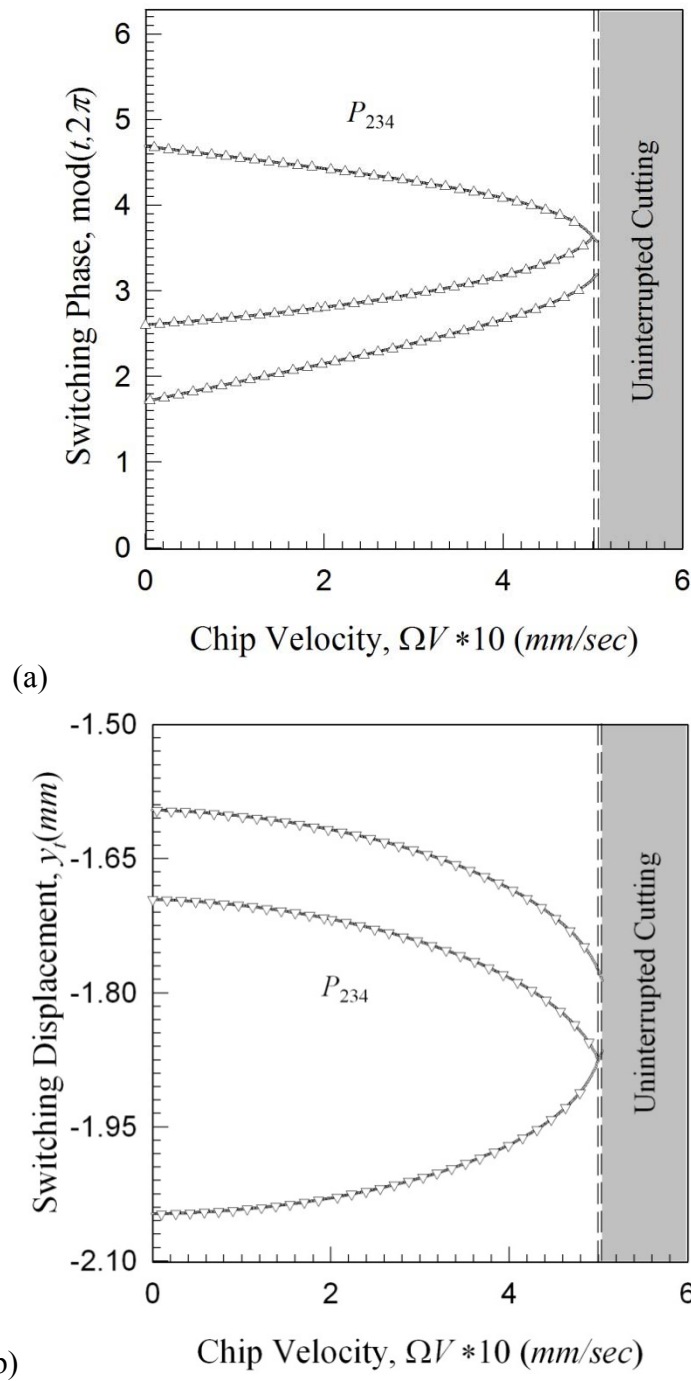 6
5
4
3
2
1
0
Switching Phase, mod(t,2π)
P₂₃₄
Uninterrupted Cutting
0 2 4 6
Chip Velocity, ΩV *10 (mm/sec)
(a)
-1.50
-1.65
-1.80
-1.95
-2.10
Switching Displacement, yₜ(mm)
P₂₃₄
Uninterrupted Cutting
0 2 4 6
Chip Velocity, ΩV *10 (mm/sec)
)